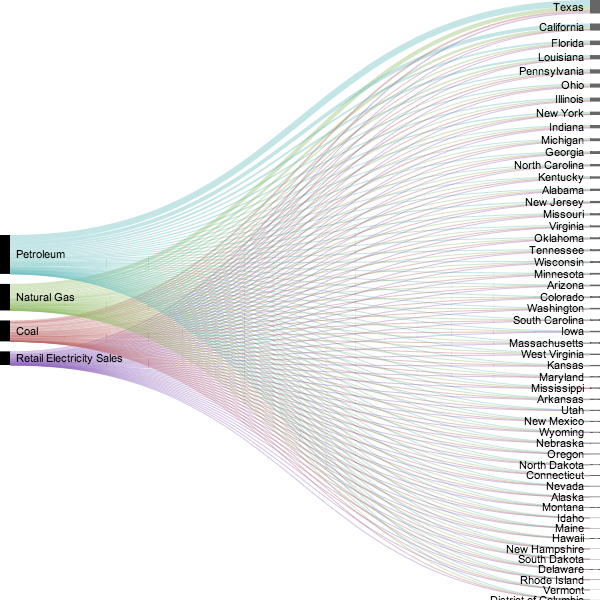 Petroleum
Natural Gas
Coal
Retail Electricity Sales
Texas
California
Florida
Louisiana
Pennsylvania
Ohio
Illinois
New York
Indiana
Michigan
Georgia
North Carolina
Kentucky
Alabama
New Jersey
Missouri
Virginia
Oklahoma
Tennessee
Wisconsin
Minnesota
Arizona
Colorado
Washington
South Carolina
Iowa
Massachusetts
West Virginia
Kansas
Maryland
Mississippi
Arkansas
Utah
New Mexico
Wyoming
Nebraska
Oregon
North Dakota
Connecticut
Nevada
Alaska
Montana
Idaho
Maine
Hawaii
New Hampshire
South Dakota
Delaware
Rhode Island
Vermont
District of Columbia